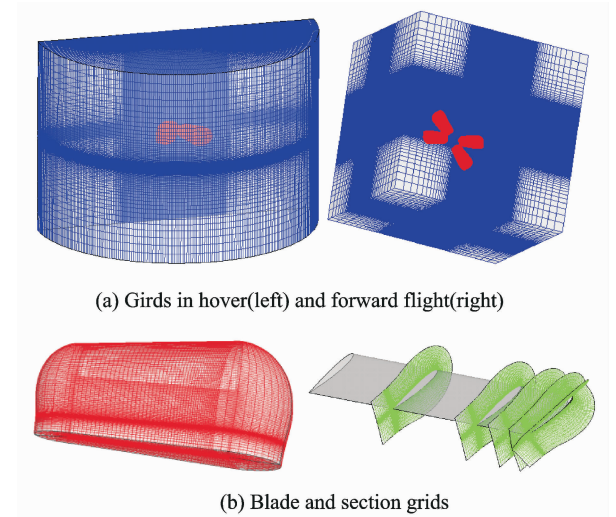 (a) Girds in hover(left) and forward flight(right)
(b) Blade and section grids